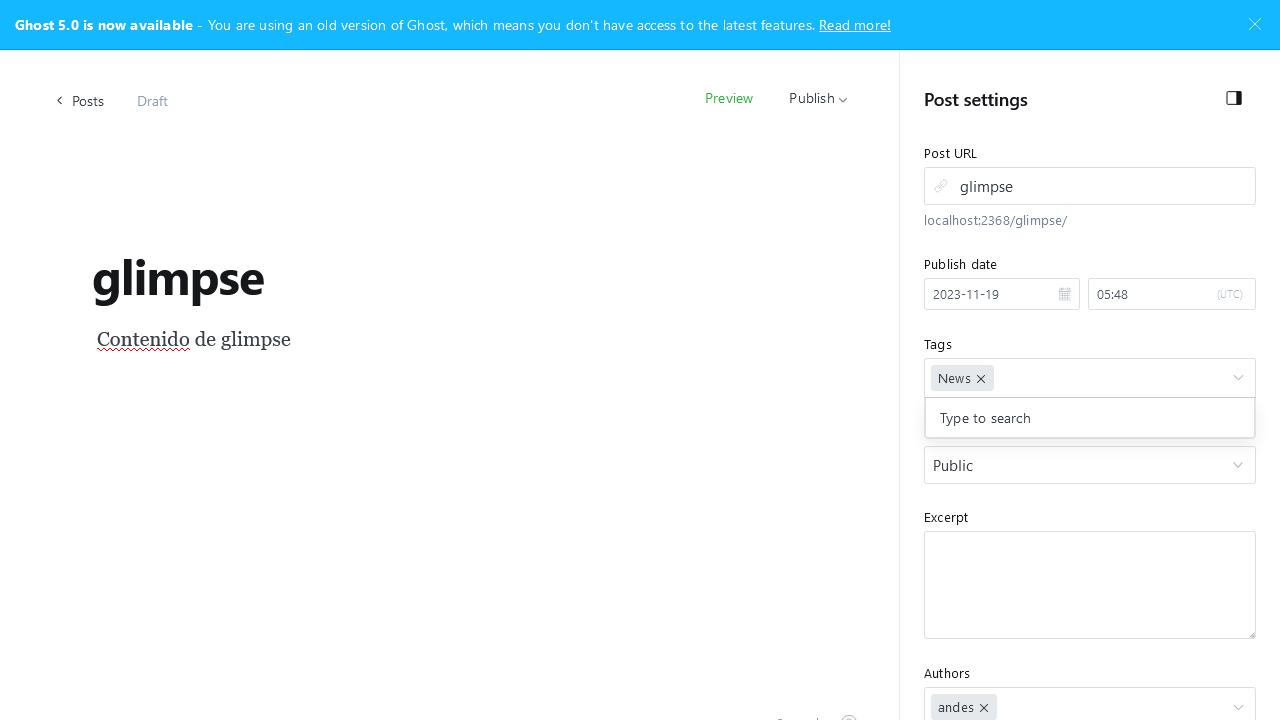 Ghost 5.0 is now available - You are using an old version of Ghost, which means you don't have access to the latest features. Read more!
Posts
Draft
Preview
Publish
glimpse
Contenido de glimpse
Post settings
Post URL
glimpse
localhost:2368/glimpse/
Publish date
2023-11-19
05:48
(UTC)
Tags
News
Type to search
Public
Excerpt
Authors
andes